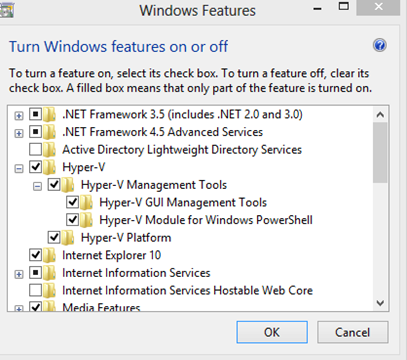 Windows Features
Turn Windows features on or off
To turn a feature on, select its check box. To turn a feature off, clear its
check box. A filled box means that only part of the feature is turned on.
.NET Framework 3.5 (includes .NET 2.0 and 3.0)
.NET Framework 4.5 Advanced Services
Active Directory Lightweight Directory Services
Hyper-V
Hyper-V Management Tools
Hyper-V GUI Management Tools
Hyper-V Module for Windows PowerShell
Hyper-V Platform
Internet Explorer 10
Internet Information Services
Internet Information Services Hostable Web Core
Media Features
OK
Cancel